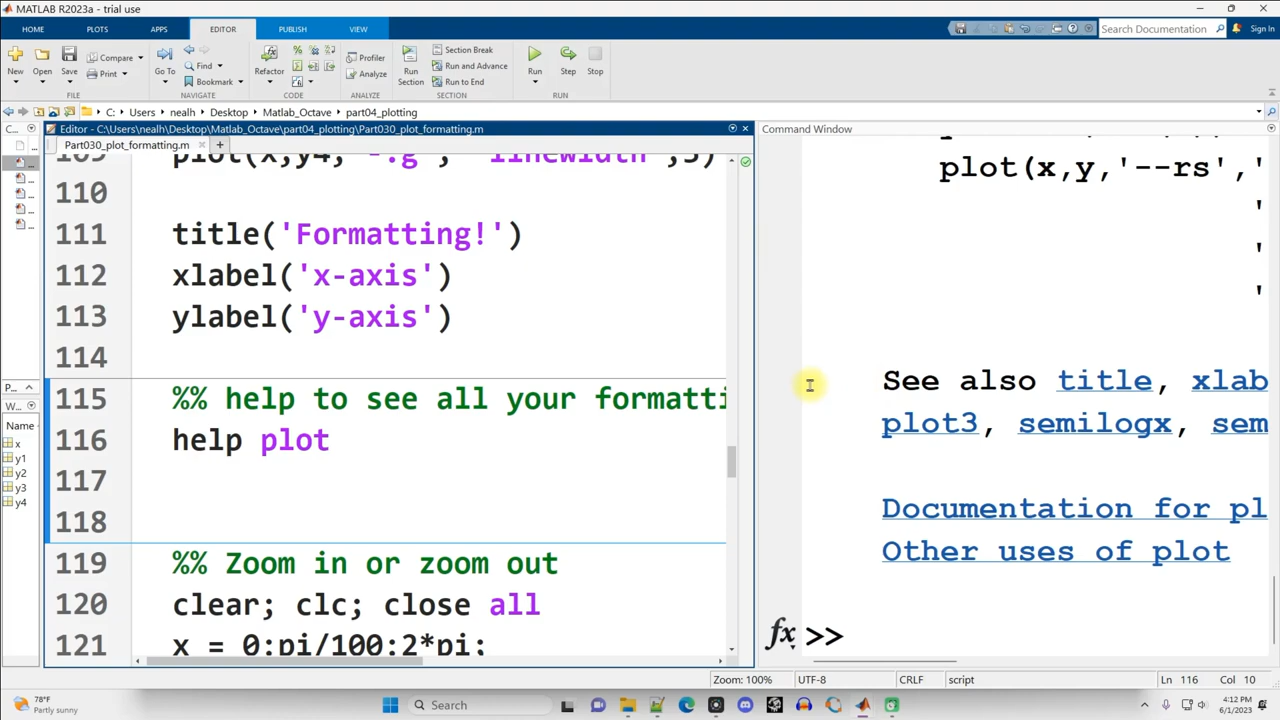 MATLAB R2023a - trial use
HOME PLOTS APPS EDITOR PUBLISH VIEW
Search Documentation Sign In
New Open Save Compare Print Go To Find Bookmark Refactor Profiler Analyze Run Section Section Break Run and Advance Run to End Run Step Stop
FILE NAVIGATE CODE ANALYZE SECTION RUN
C: Users nealh Desktop Matlab_Octave part04_plotting
C... Editor - C:\Users\nealh\Desktop\Matlab_Octave\part04_plotting\Part030_plot_formatting.m
Part030_plot_formatting.m +
109 plot(x,y4,'-.g', 'linewidth',3)
110
111 title('Formatting!')
112 xlabel('x-axis')
113 ylabel('y-axis')
114
115 %% help to see all your formatti
116 help plot
117
118
119 %% Zoom in or zoom out
120 clear; clc; close all
121 x = 0:pi/100:2*pi;
P...
W...
Name
x
y1
y2
y3
y4
Command Window
plot(x,y,'--rs','
'
'
'
See also title, xlab
plot3, semilogx, sem
Documentation for pl
Other uses of plot
fx >>
Zoom: 100% UTF-8 CRLF script Ln 116 Col 10
78°F
Partly sunny
Search
4:12 PM
6/1/2023